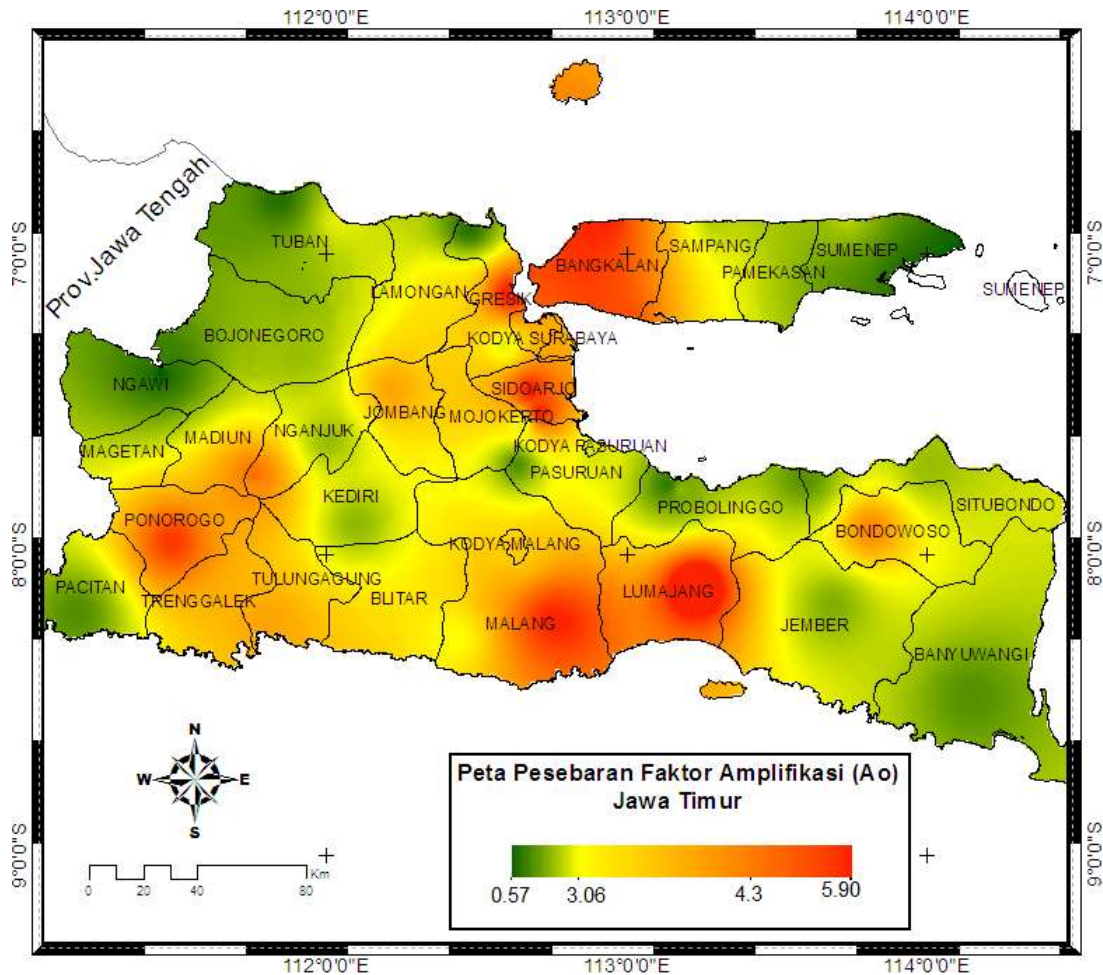 112°0'0"E 113°0'0"E 114°0'0"E
Prov.Jawa Tengah
7°0'0"S
7°0'0"S
TUBAN
SAMPANG
SUMENEP
BANGKALAN
PAMEKASAN
SUMENEP
LAMONGAN
GRESIK
BOJONEGORO
KODYA SURABAYA
NGAWI
SIDOARJO
JOMBANG
MOJOKERTO
MADIUN
NGANJUK
MAGETAN
KODYA PASURUAN
PASURUAN
KEDIRI
PROBOLINGGO
SITUBONDO
PONOROGO
BONDOWOSO
8°0'0"S
8°0'0"S
KODYA MALANG
PACITAN
TULUNGAGUNG
TRENGGALEK
BLITAR
LUMAJANG
MALANG
JEMBER
BANYUWANGI
N
W E
S
Peta Pesebaran Faktor Amplifikasi (Ao)
Jawa Timur
0.57 3.06 4.3 5.90
9°0'0"S
9°0'0"S
Km
0 20 40 80
112°0'0"E 113°0'0"E 114°0'0"E